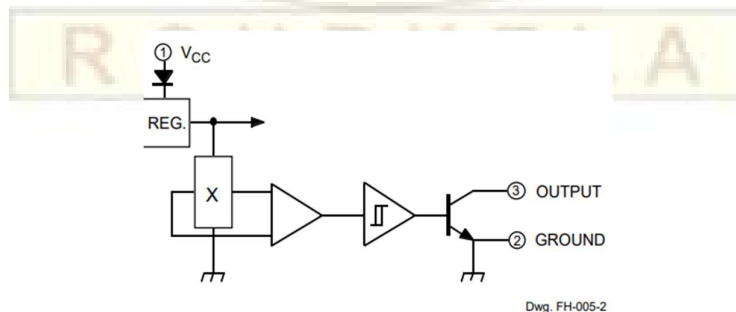 1 VCC
REG.
X
3 OUTPUT
2 GROUND
Dwg. FH-005-2